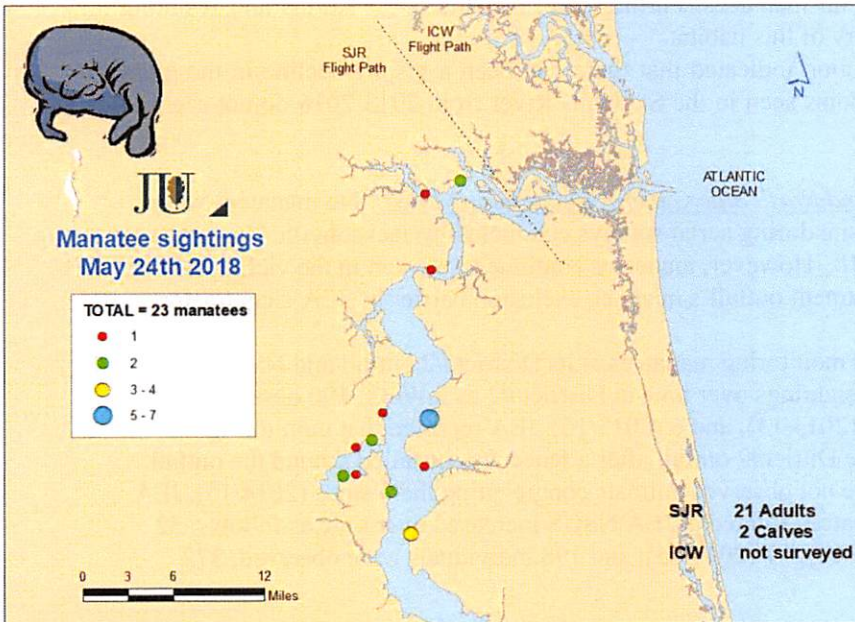 ICW
Flight Path
SJR
Flight Path
N
ATLANTIC
OCEAN
JU
Manatee sightings
May 24th 2018
TOTAL = 23 manatees
1
2
3 - 4
5 - 7
SJR 21 Adults
2 Calves
ICW not surveyed
0 3 6 12
Miles